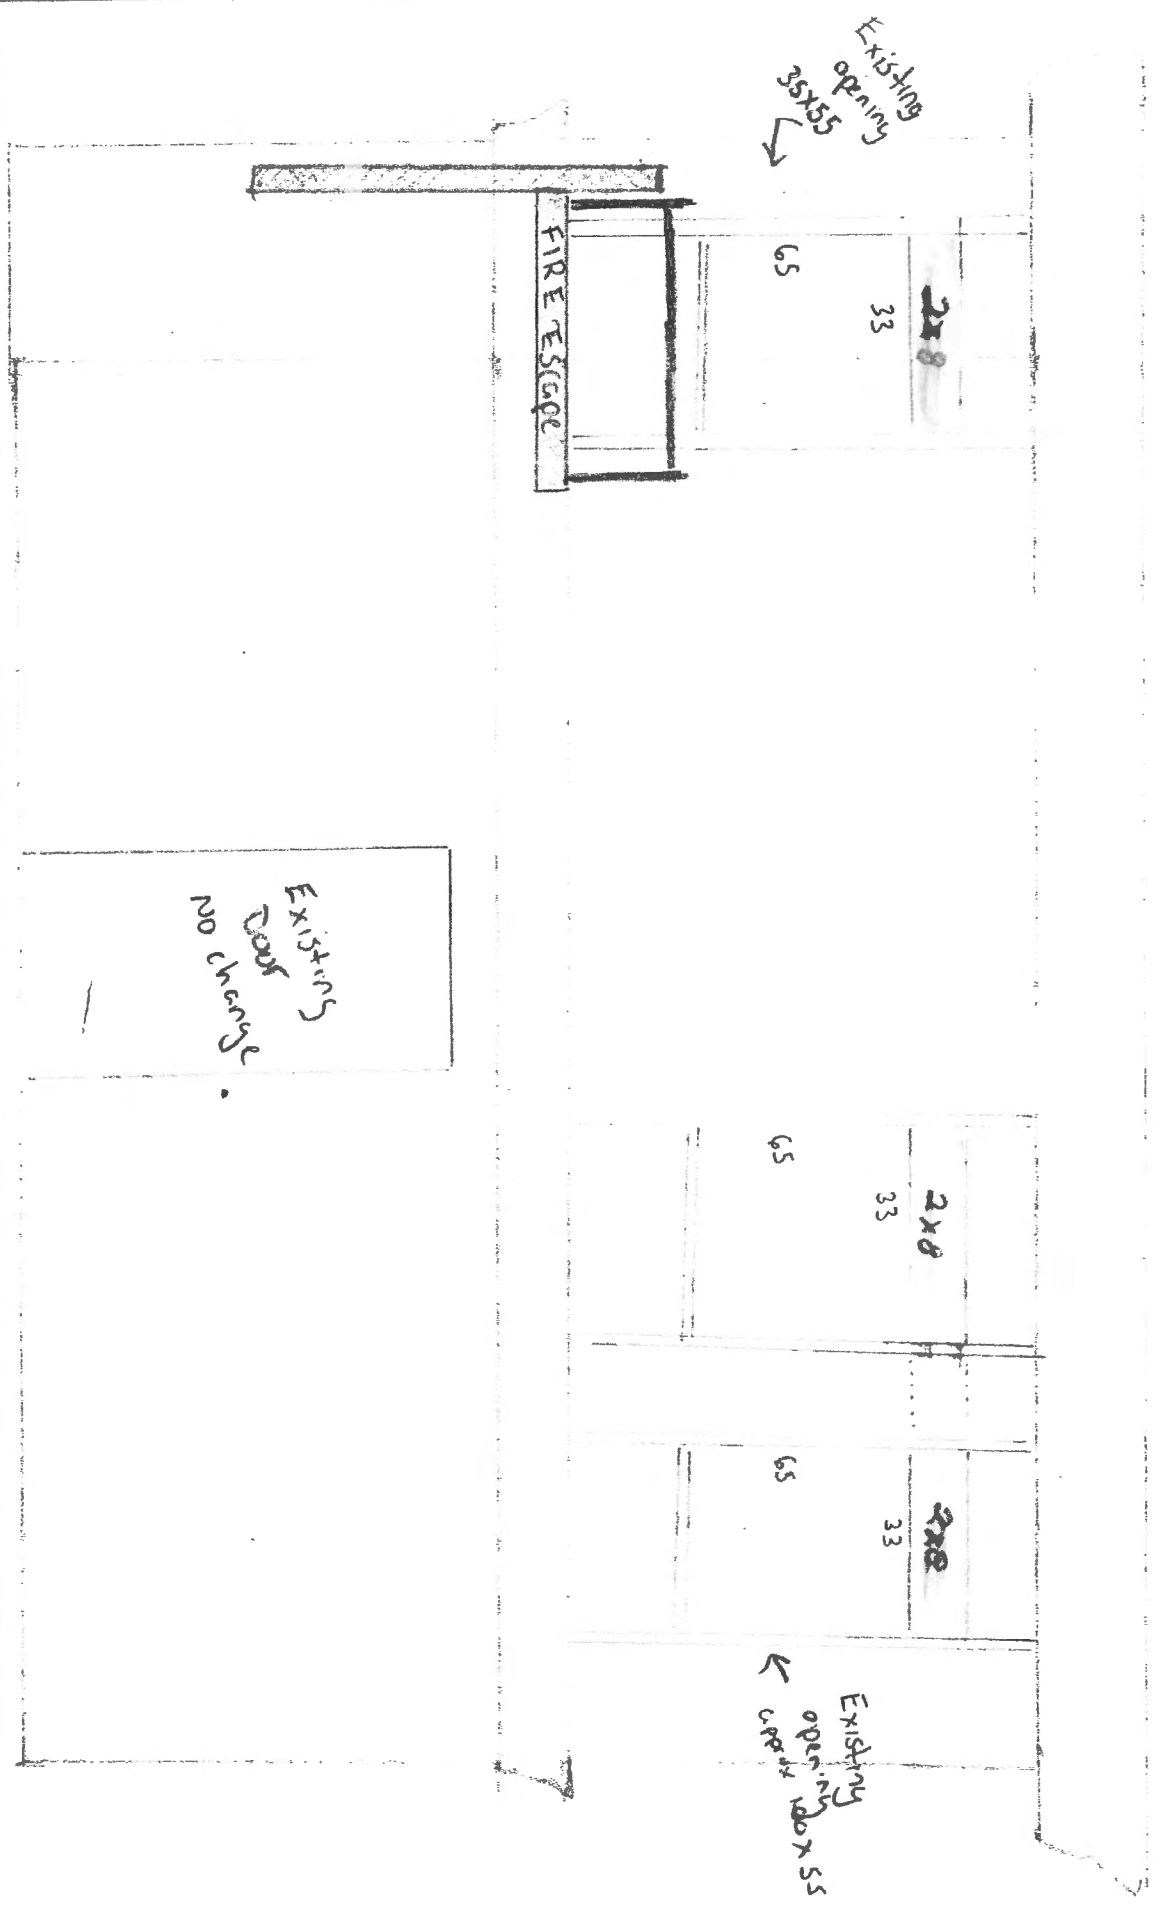 Existing
opening
35x55
65
33
2x8
FIRE ESCape
Existing
Door
NO change
65
33
2x8
65
33
2x8
Existing
opening
approx x 55